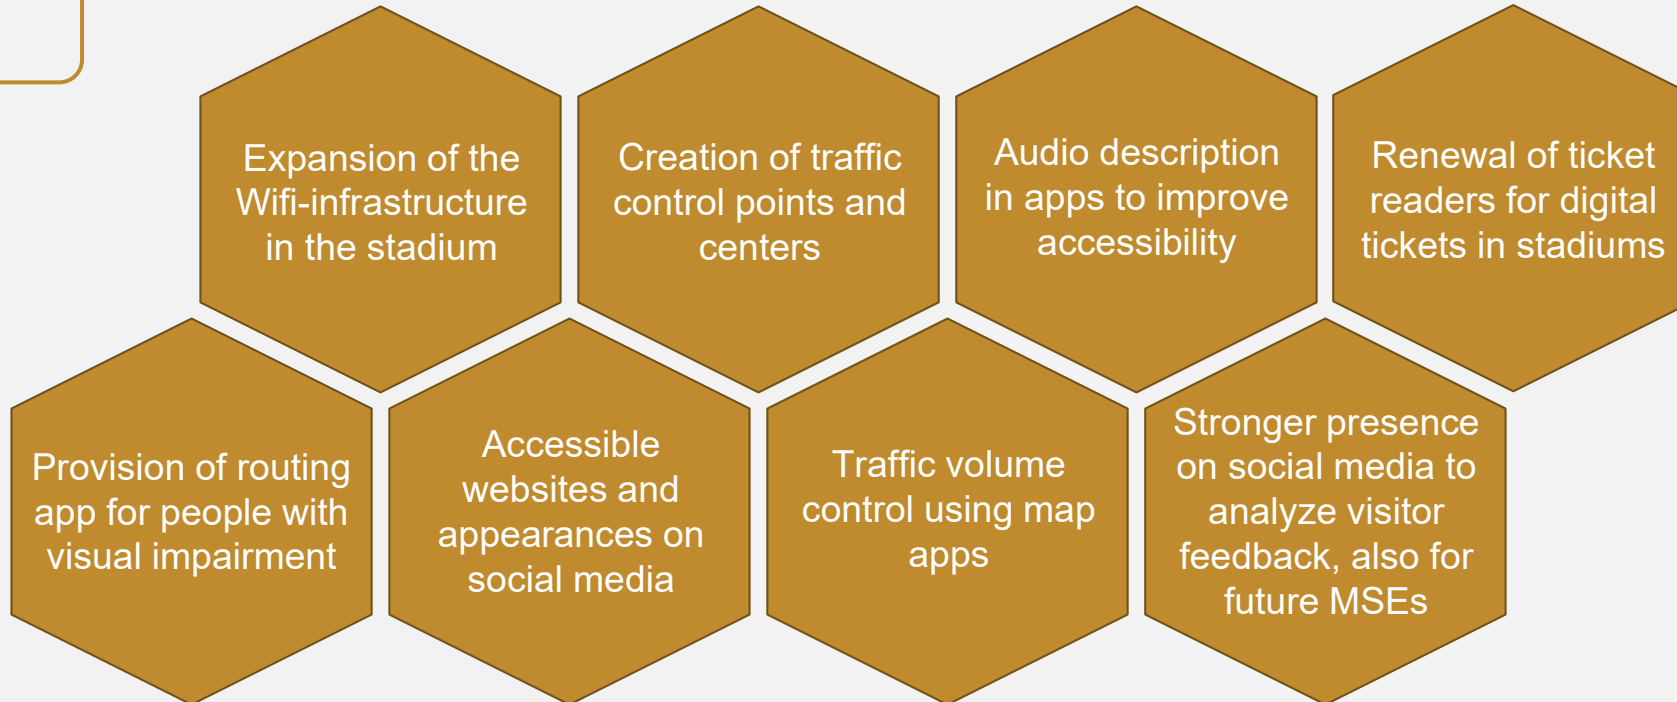 Expansion of the
Wifi-infrastructure
in the stadium
Creation of traffic
control points and
centers
Audio description
in apps to improve
accessibility
Renewal of ticket
readers for digital
tickets in stadiums
Provision of routing
app for people with
visual impairment
Accessible
websites and
appearances on
social media
Traffic volume
control using map
apps
Stronger presence
on social media to
analyze visitor
feedback, also for
future MSEs